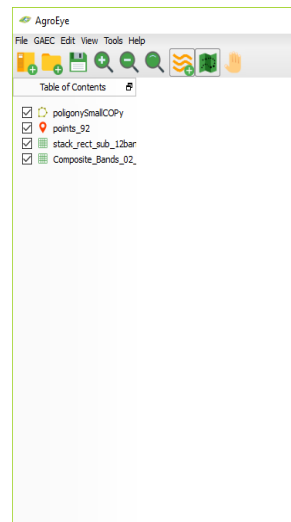 AgroEye
File GAEC Edit View Tools Help
Table of Contents
poligonySmallCOPy
points_92
stack_rect_sub_12bar
Composite_Bands_02_